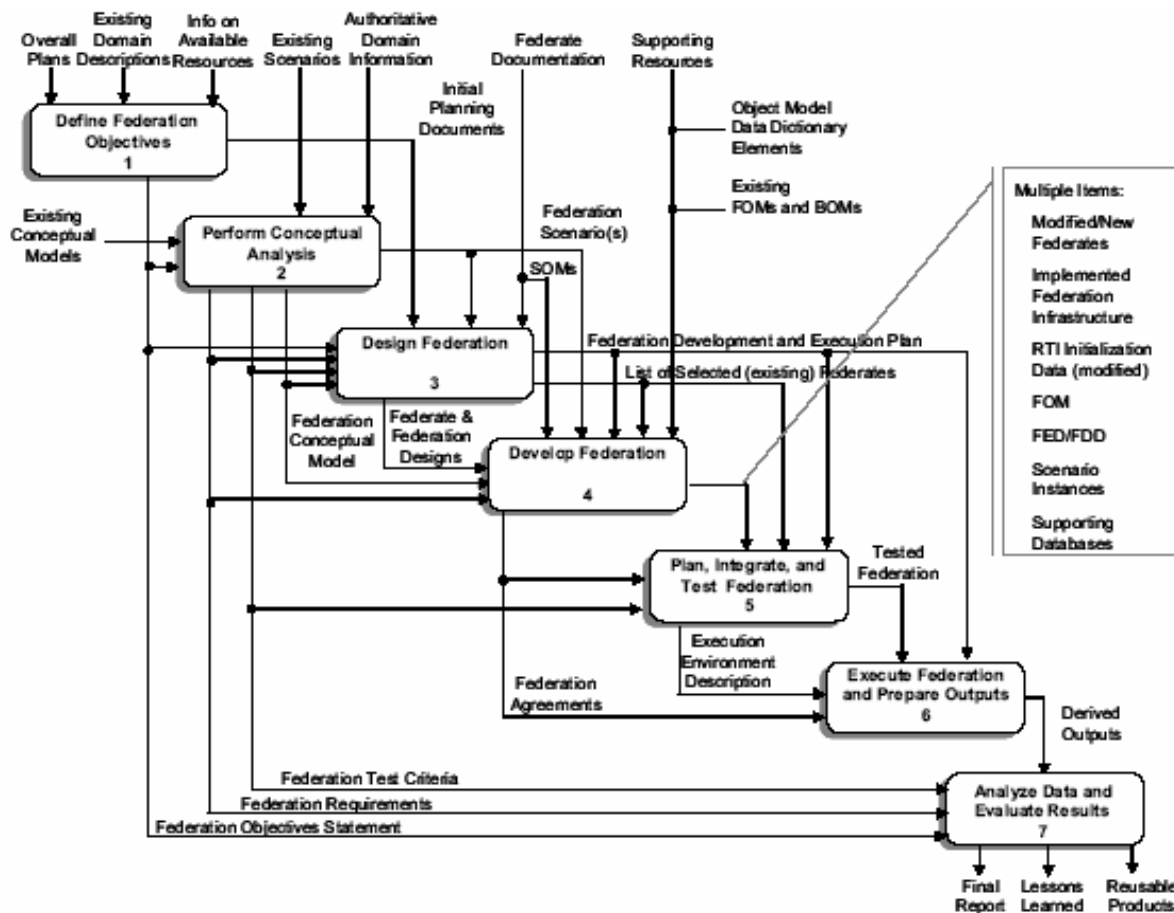 Overall
Plans
Existing
Domain
Descriptions
Info on
Available
Resources
Existing
Scenarios
Authoritative
Domain
Information
Federate
Documentation
Supporting
Resources
Initial
Planning
Documents
Object Model
Data Dictionary
Elements
Define Federation
Objectives
1
Existing
FOMs and BOMs
Multiple Items:
Modified/New
Federates
Implemented
Federation
Infrastructure
RTI Initialization
Data (modified)
FOM
FED/FDD
Scenario
Instances
Supporting
Databases
Existing
Conceptual
Models
Perform Conceptual
Analysis
2
Federation
Scenario(s)
SOMs
Design Federation
3
Federation Development and Execution Plan
List of Selected (existing) Federates
Federation
Conceptual
Model
Federate &
Federation
Designs
Develop Federation
4
Plan, Integrate, and
Test Federation
5
Tested
Federation
Execution
Environment
Description
Federation
Agreements
Execute Federation
and Prepare Outputs
6
Derived
Outputs
Federation Test Criteria
Federation Requirements
Federation Objectives Statement
Analyze Data and
Evaluate Results
7
Final
Report
Lessons
Learned
Reusable
Products